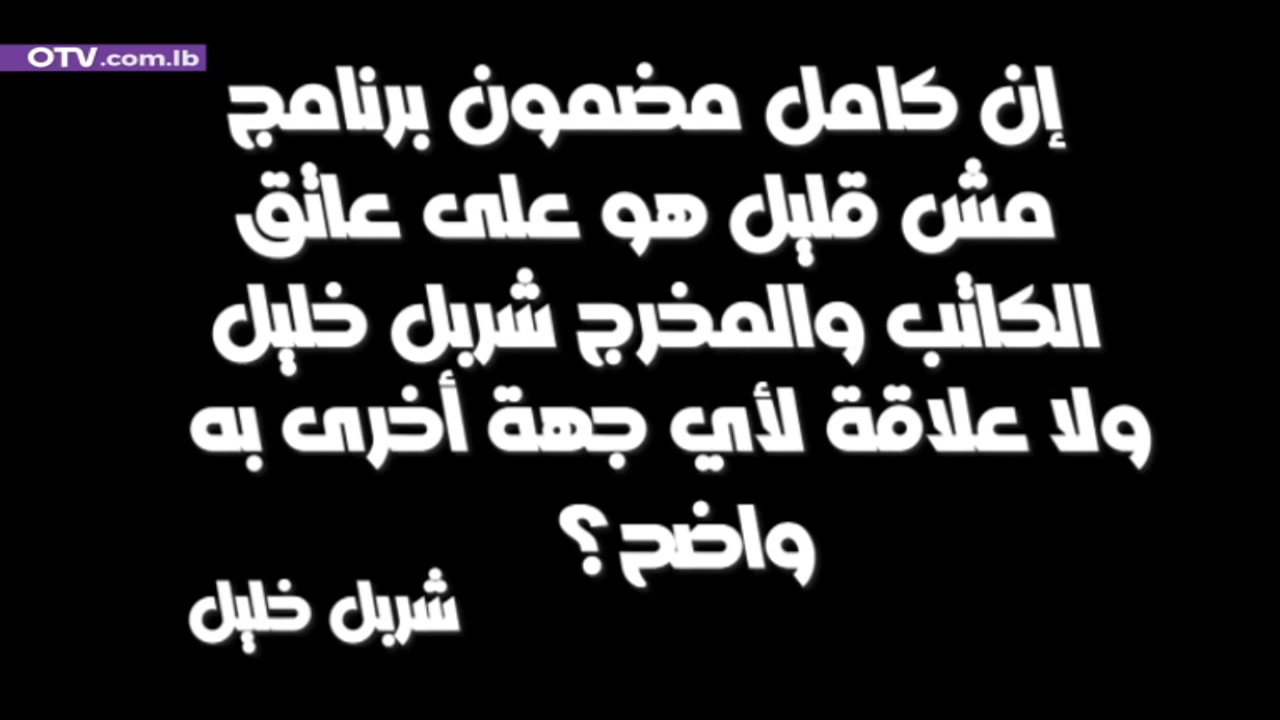 OTV.com.lb
إن كامل مضمون برنامج
مش قليل هو على عاتق
الكاتب والمخرج شربل خليل
ولا علاقة لأي جهة أخرى به
واضح؟
شربل خليل